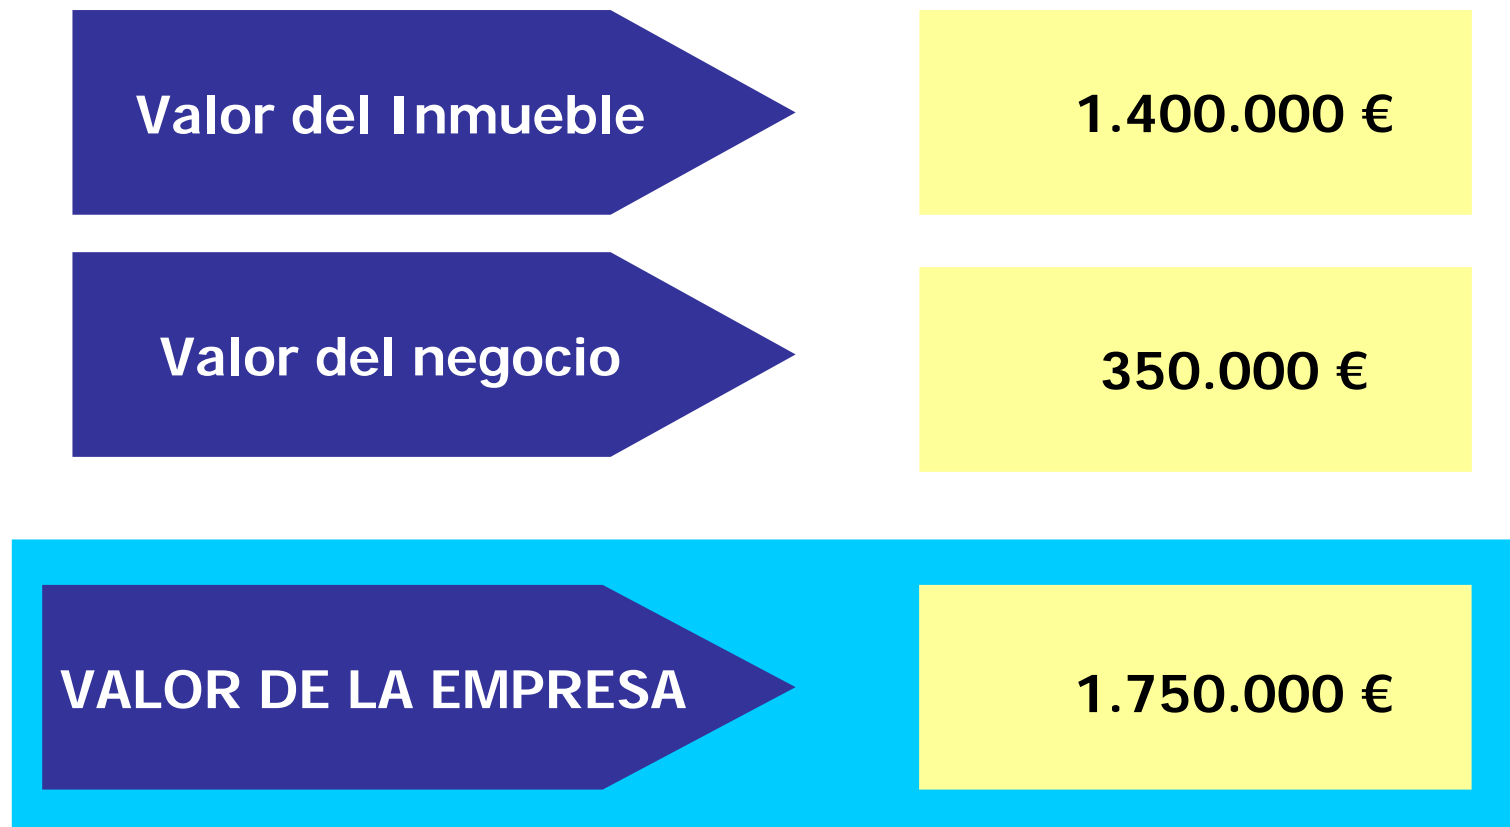 Valor del Inmueble
1.400.000 €
Valor del negocio
350.000 €
VALOR DE LA EMPRESA
1.750.000 €